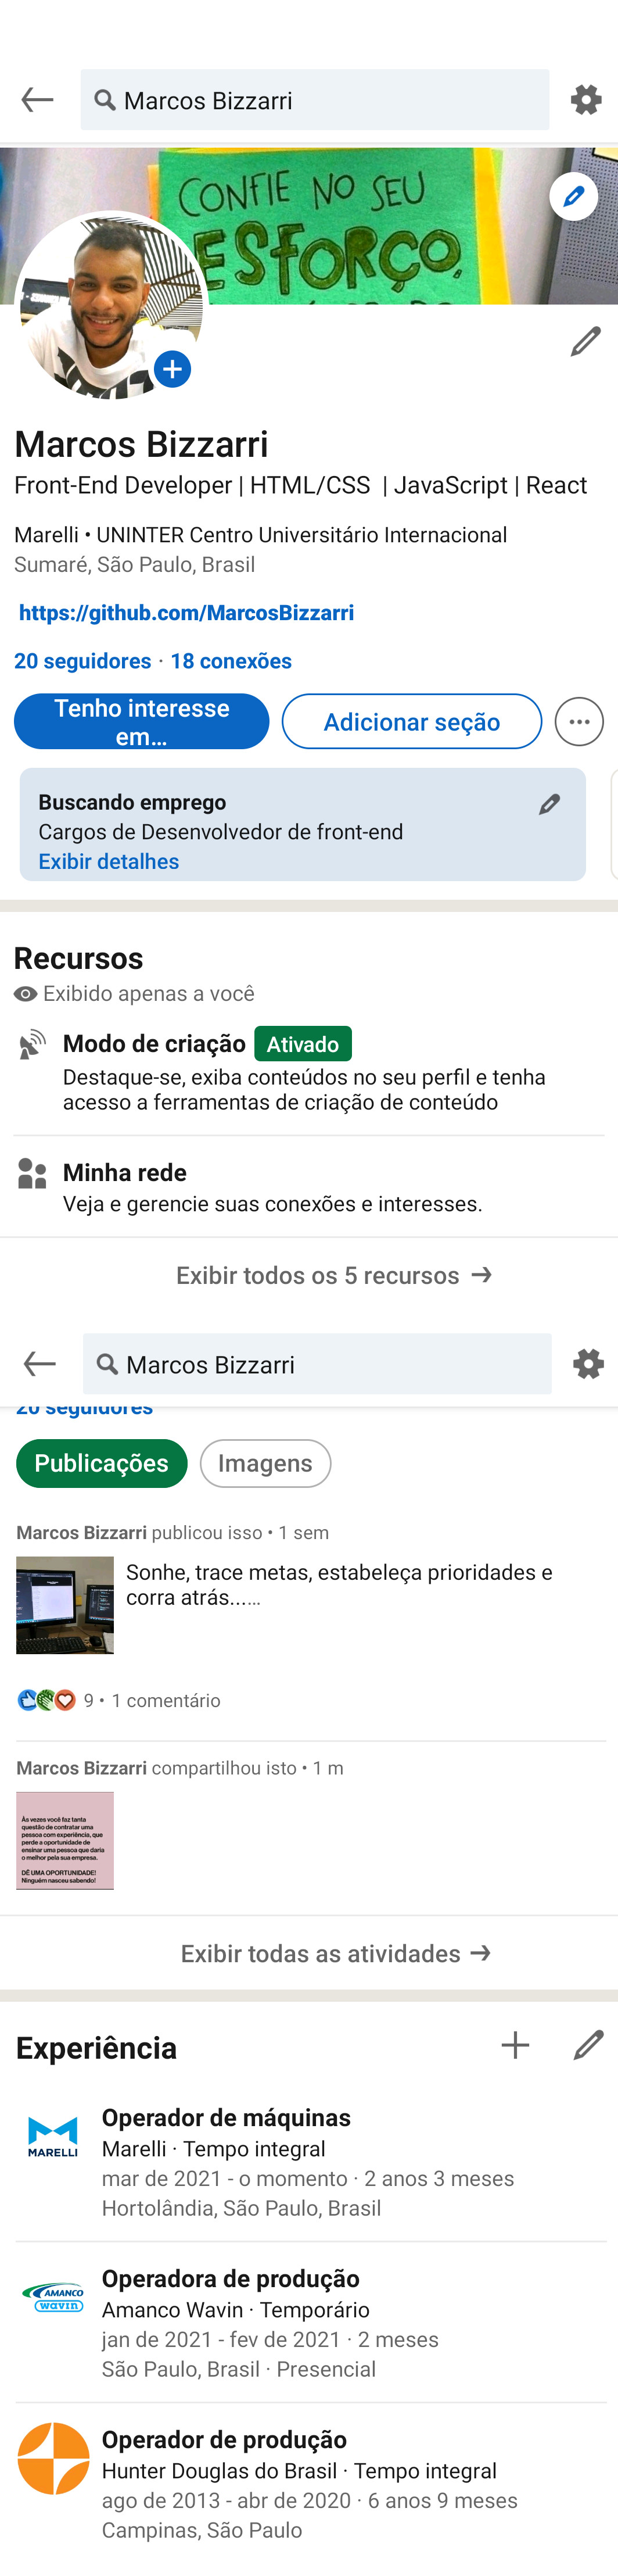 Marcos Bizzarri
CONFIE NO SEU
ESFORÇO,
Marcos Bizzarri
Front-End Developer | HTML/CSS | JavaScript | React
Marelli • UNINTER Centro Universitário Internacional
Sumaré, São Paulo, Brasil
https://github.com/MarcosBizzarri
20 seguidores · 18 conexões
Tenho interesse
em...
Adicionar seção
Buscando emprego
Cargos de Desenvolvedor de front-end
Exibir detalhes
Recursos
Exibido apenas a você
Modo de criação Ativado
Destaque-se, exiba conteúdos no seu perfil e tenha
acesso a ferramentas de criação de conteúdo
Minha rede
Veja e gerencie suas conexões e interesses.
Exibir todos os 5 recursos →
Marcos Bizzarri
20 seguidores
Publicações
Imagens
Marcos Bizzarri publicou isso • 1 sem
Sonhe, trace metas, estabeleça prioridades e
corra atrás......
9 • 1 comentário
Marcos Bizzarri compartilhou isto • 1 m
Às vezes você faz tanta
questão de contratar uma
pessoa com experiência, que
perde a oportunidade de
ensinar uma pessoa que daria
o melhor pela sua empresa.
DÊ UMA OPORTUNIDADE!
Ninguém nasceu sabendo!
Exibir todas as atividades →
Experiência
MARELLI
Operador de máquinas
Marelli · Tempo integral
mar de 2021 - o momento · 2 anos 3 meses
Hortolândia, São Paulo, Brasil
AMANCO
wavin
Operadora de produção
Amanco Wavin · Temporário
jan de 2021 - fev de 2021 · 2 meses
São Paulo, Brasil · Presencial
Operador de produção
Hunter Douglas do Brasil · Tempo integral
ago de 2013 - abr de 2020 · 6 anos 9 meses
Campinas, São Paulo